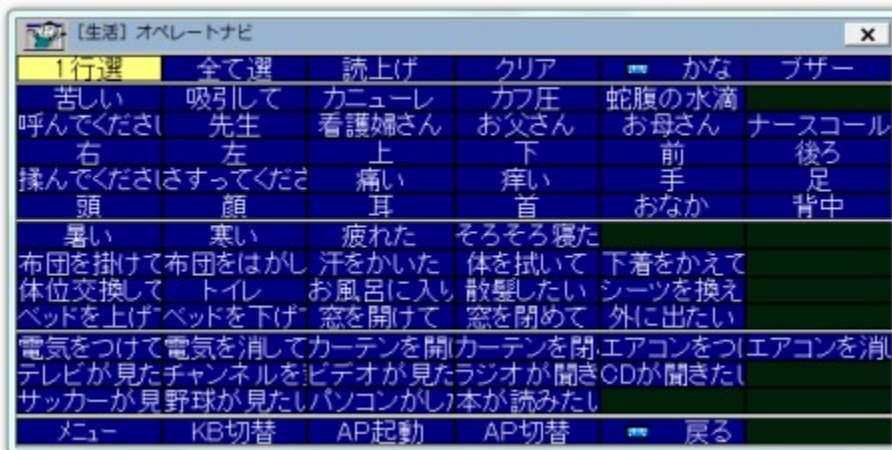 [生活] オペレートナビ
1行選 全て選 読上げ クリア かな ブザー
苦しい 吸引して カニューレ カフ圧 蛇腹の水滴
呼んでくださ 先生 看護婦さん お父さん お母さん ナースコール
右 左 上 下 前 後ろ
揉んでくださ さすってくださ 痛い 痒い 手 足
頭 顔 耳 首 おなか 背中
暑い 寒い 疲れた そろそろ寝た
布団を掛けて 布団をはがし 汗をかいた 体を拭いて 下着をかえて
体位交換して トイレ お風呂に入り 散髪したい シーツを換え
ベッドを上げ ベッドを下げ 窓を開けて 窓を閉めて 外に出たい
電気をつけて 電気を消して カーテンを開 カーテンを閉 エアコンをつ エアコンを消
テレビが見た チャンネルを ビデオが見た ラジオが聞き CDが聞きた
サッカーが見 野球が見た パソコンがし 本が読みた
メニュー KB切替 AP起動 AP切替 戻る